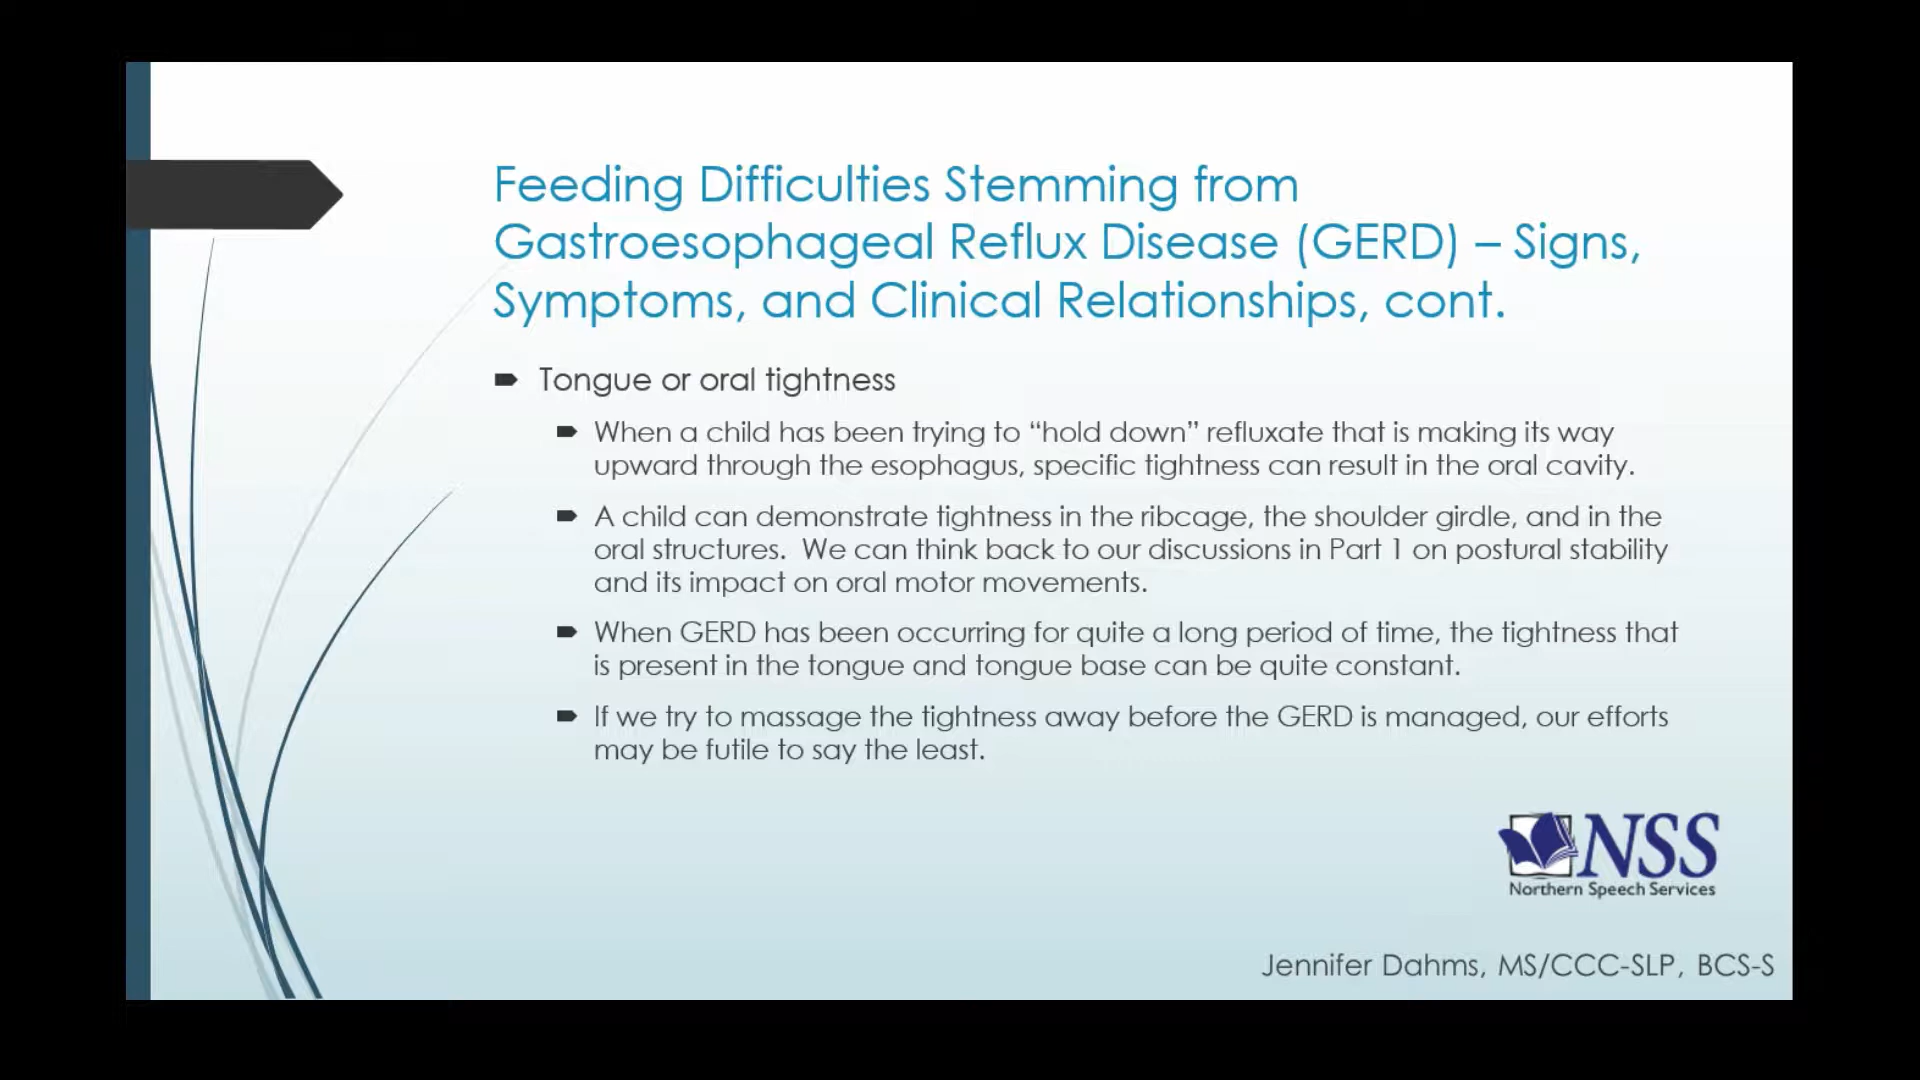 Feeding Difficulties Stemming from
Gastroesophageal Reflux Disease (GERD) – Signs,
Symptoms, and Clinical Relationships, cont.
Tongue or oral tightness
When a child has been trying to “hold down” refluxate that is making its way
upward through the esophagus, specific tightness can result in the oral cavity.
A child can demonstrate tightness in the ribcage, the shoulder girdle, and in the
oral structures.  We can think back to our discussions in Part 1 on postural stability
and its impact on oral motor movements.
When GERD has been occurring for quite a long period of time, the tightness that
is present in the tongue and tongue base can be quite constant.
If we try to massage the tightness away before the GERD is managed, our efforts
may be futile to say the least.
NSS
Northern Speech Services
Jennifer Dahms, MS/CCC-SLP, BCS-S